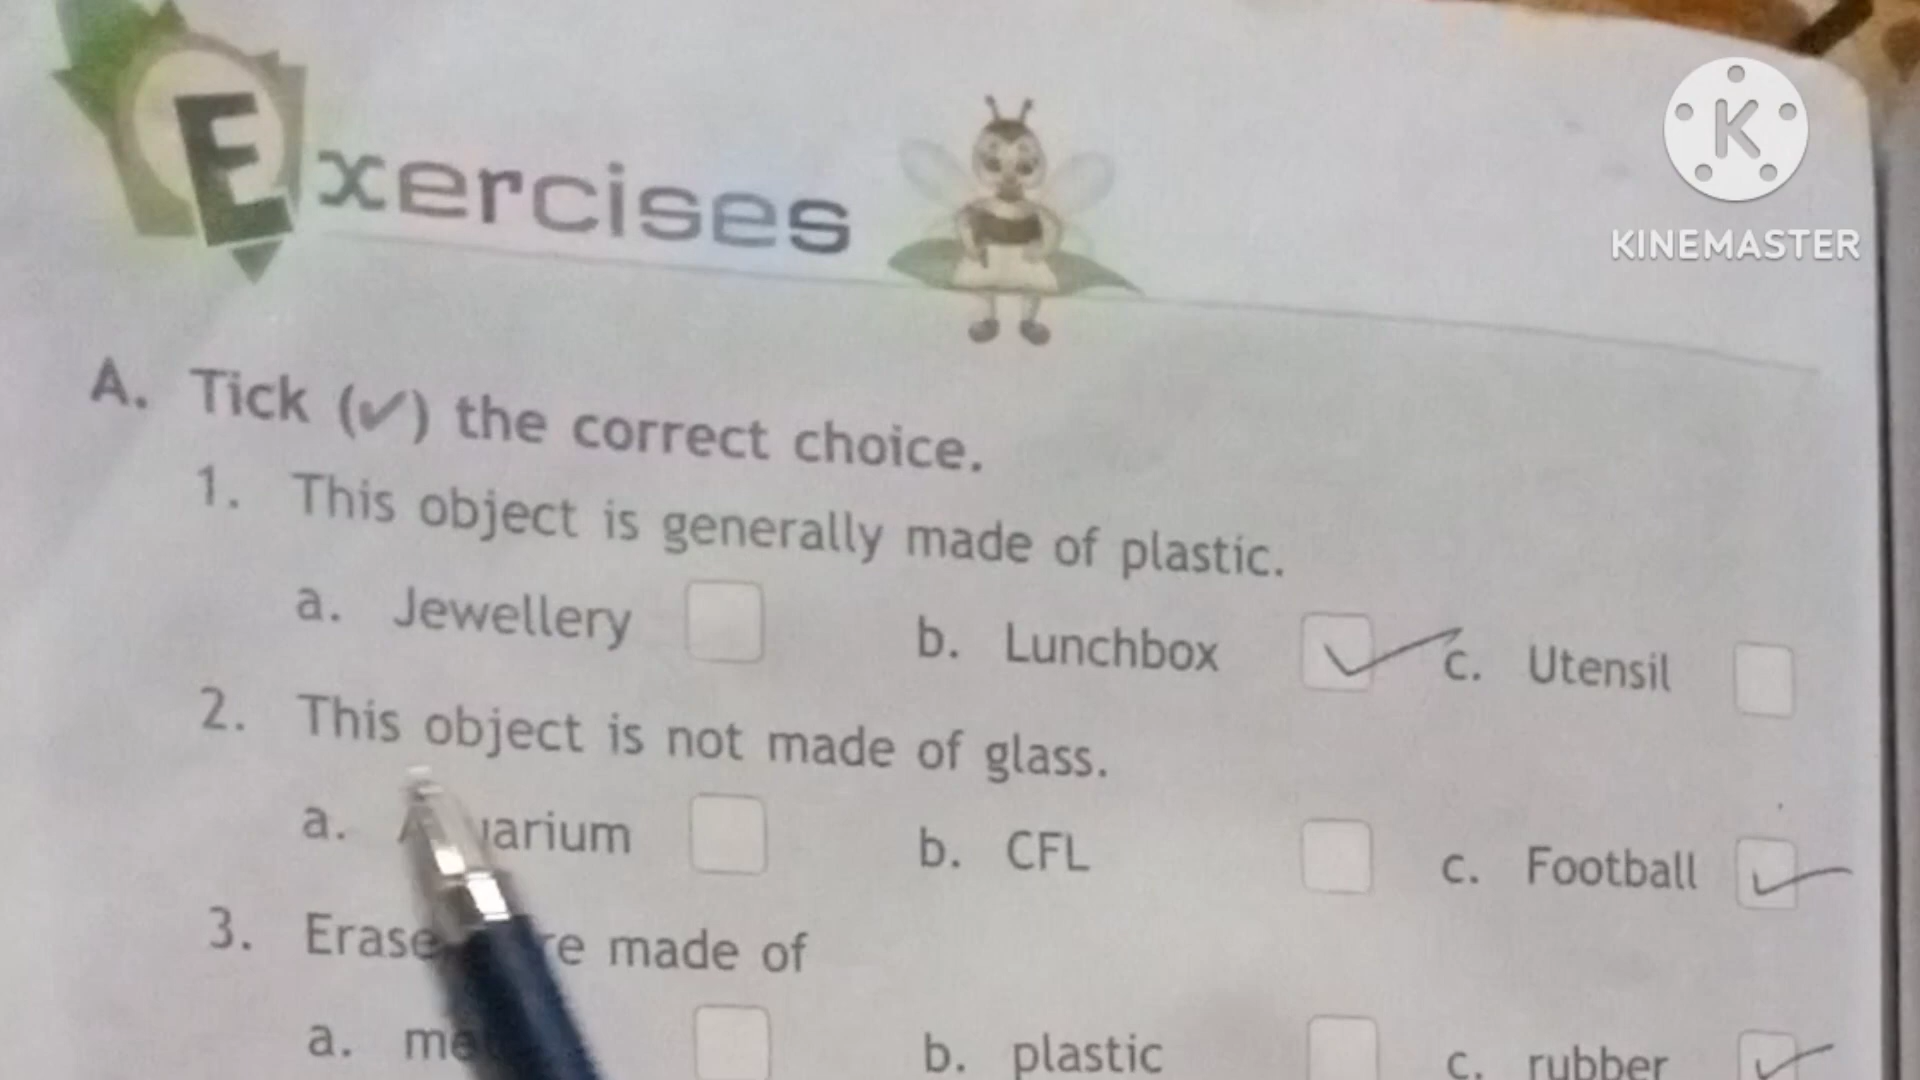 Exercises
KINEMASTER
A. Tick (✓) the correct choice.
1. This object is generally made of plastic.
a. Jewellery b. Lunchbox ✓ c. Utensil
2. This object is not made of glass.
a. b. CFL c. Football ✓
3. made of
a. b. plastic c. rubber ✓